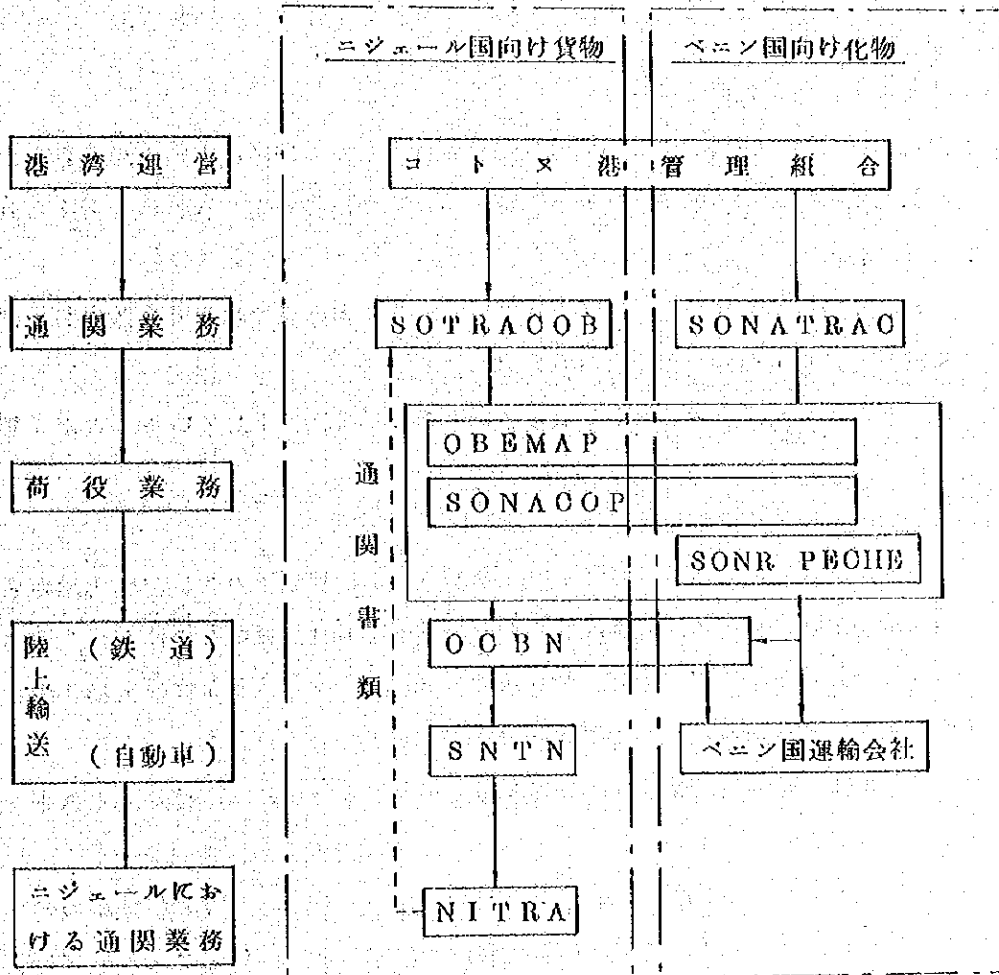 ニジェール国向け貨物
ベニン国向け化物
港湾運営
コトヌ港管理組合
通関業務
SOTRACOB
SONATRAC
荷役業務
OBEMAP
SONACOP
SONR PECHE
通関書類
陸上輸送
(鉄道)
(自動車)
OCBN
SNTN
ベニン国運輸会社
ニジェールにお
ける通関業務
NITRA